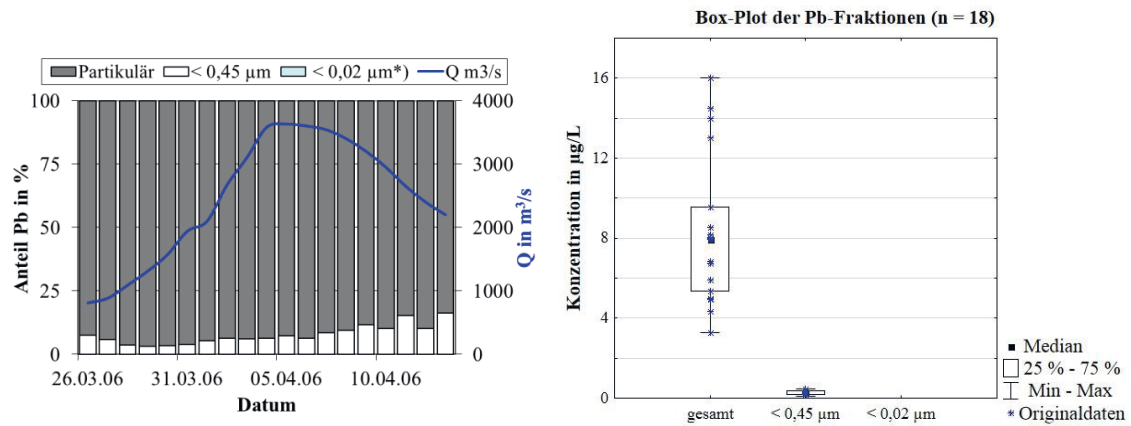 Partikulär < 0,45 µm < 0,02 µm*) Q m3/s
100
75
50
25
0
Anteil Pb in %
4000
3000
2000
1000
0
Q in m³/s
26.03.06 31.03.06 05.04.06 10.04.06
Datum
Box-Plot der Pb-Fraktionen (n = 18)
16
12
8
4
0
Konzentration in µg/L
gesamt < 0,45 µm < 0,02 µm
Median
25 % - 75 %
Min - Max
Originaldaten